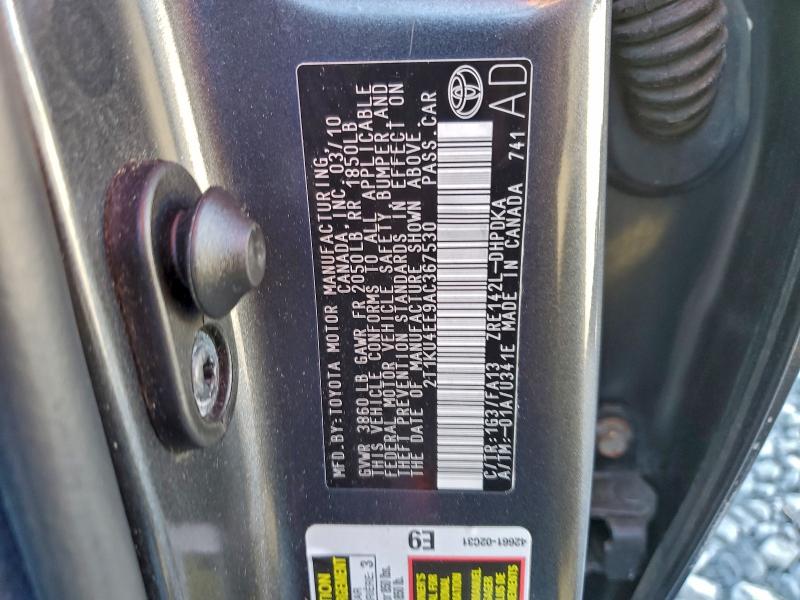 MFD.BY:TOYOTA MOTOR MANUFACTURING,
CANADA,INC. 03/10
GVWR 3860LB GAWR FR 2050LB RR 1850LB
THIS VEHICLE CONFORMS TO ALL APPLICABLE
FEDERAL MOTOR VEHICLE SAFETY BUMPER,AND
THEFT PREVENTION STANDARDS IN EFFECT ON
THE DATE OF MANUFACTURE SHOWN ABOVE.
2T1KU4EE9AC367530 PASS.CAR
C/TR:1G3/FA13 ZRE142L-DHPDKA
A/TM:-01A/U341E MADE IN CANADA 741
AD
E9
42661-02C31
3